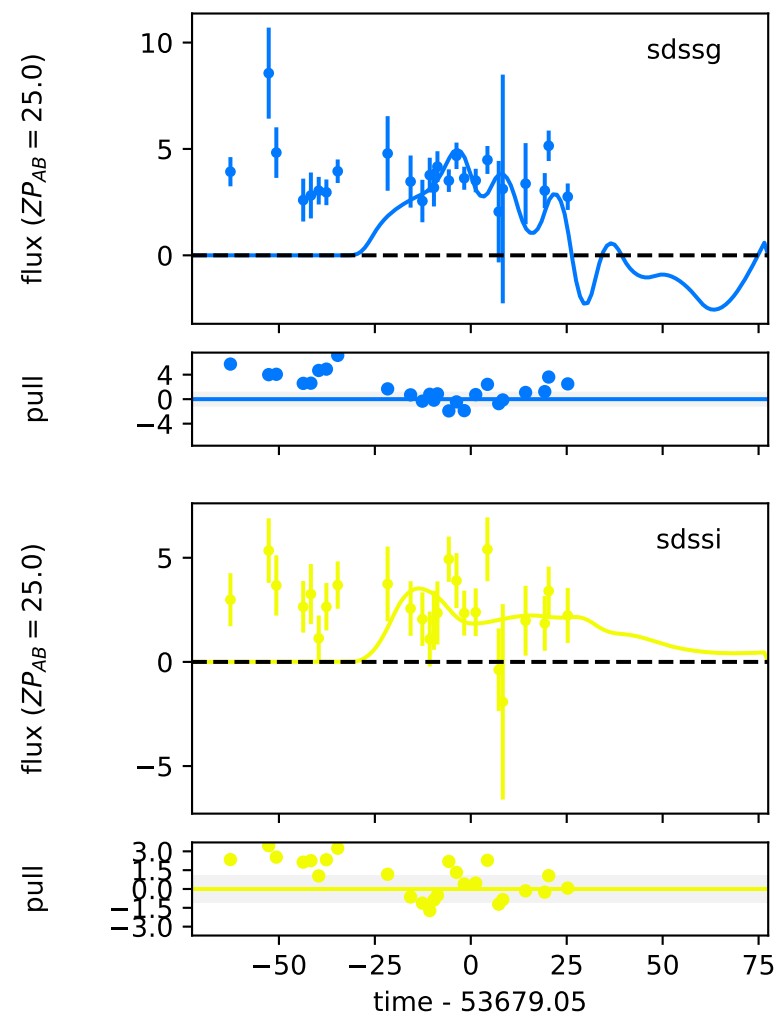 sdssg
10
5
0
flux (ZP_AB = 25.0)
4
0
−4
pull
sdssi
5
0
−5
flux (ZP_AB = 25.0)
3.0
1.5
0.0
−1.5
−3.0
pull
−50 −25 0 25 50 75
time - 53679.05